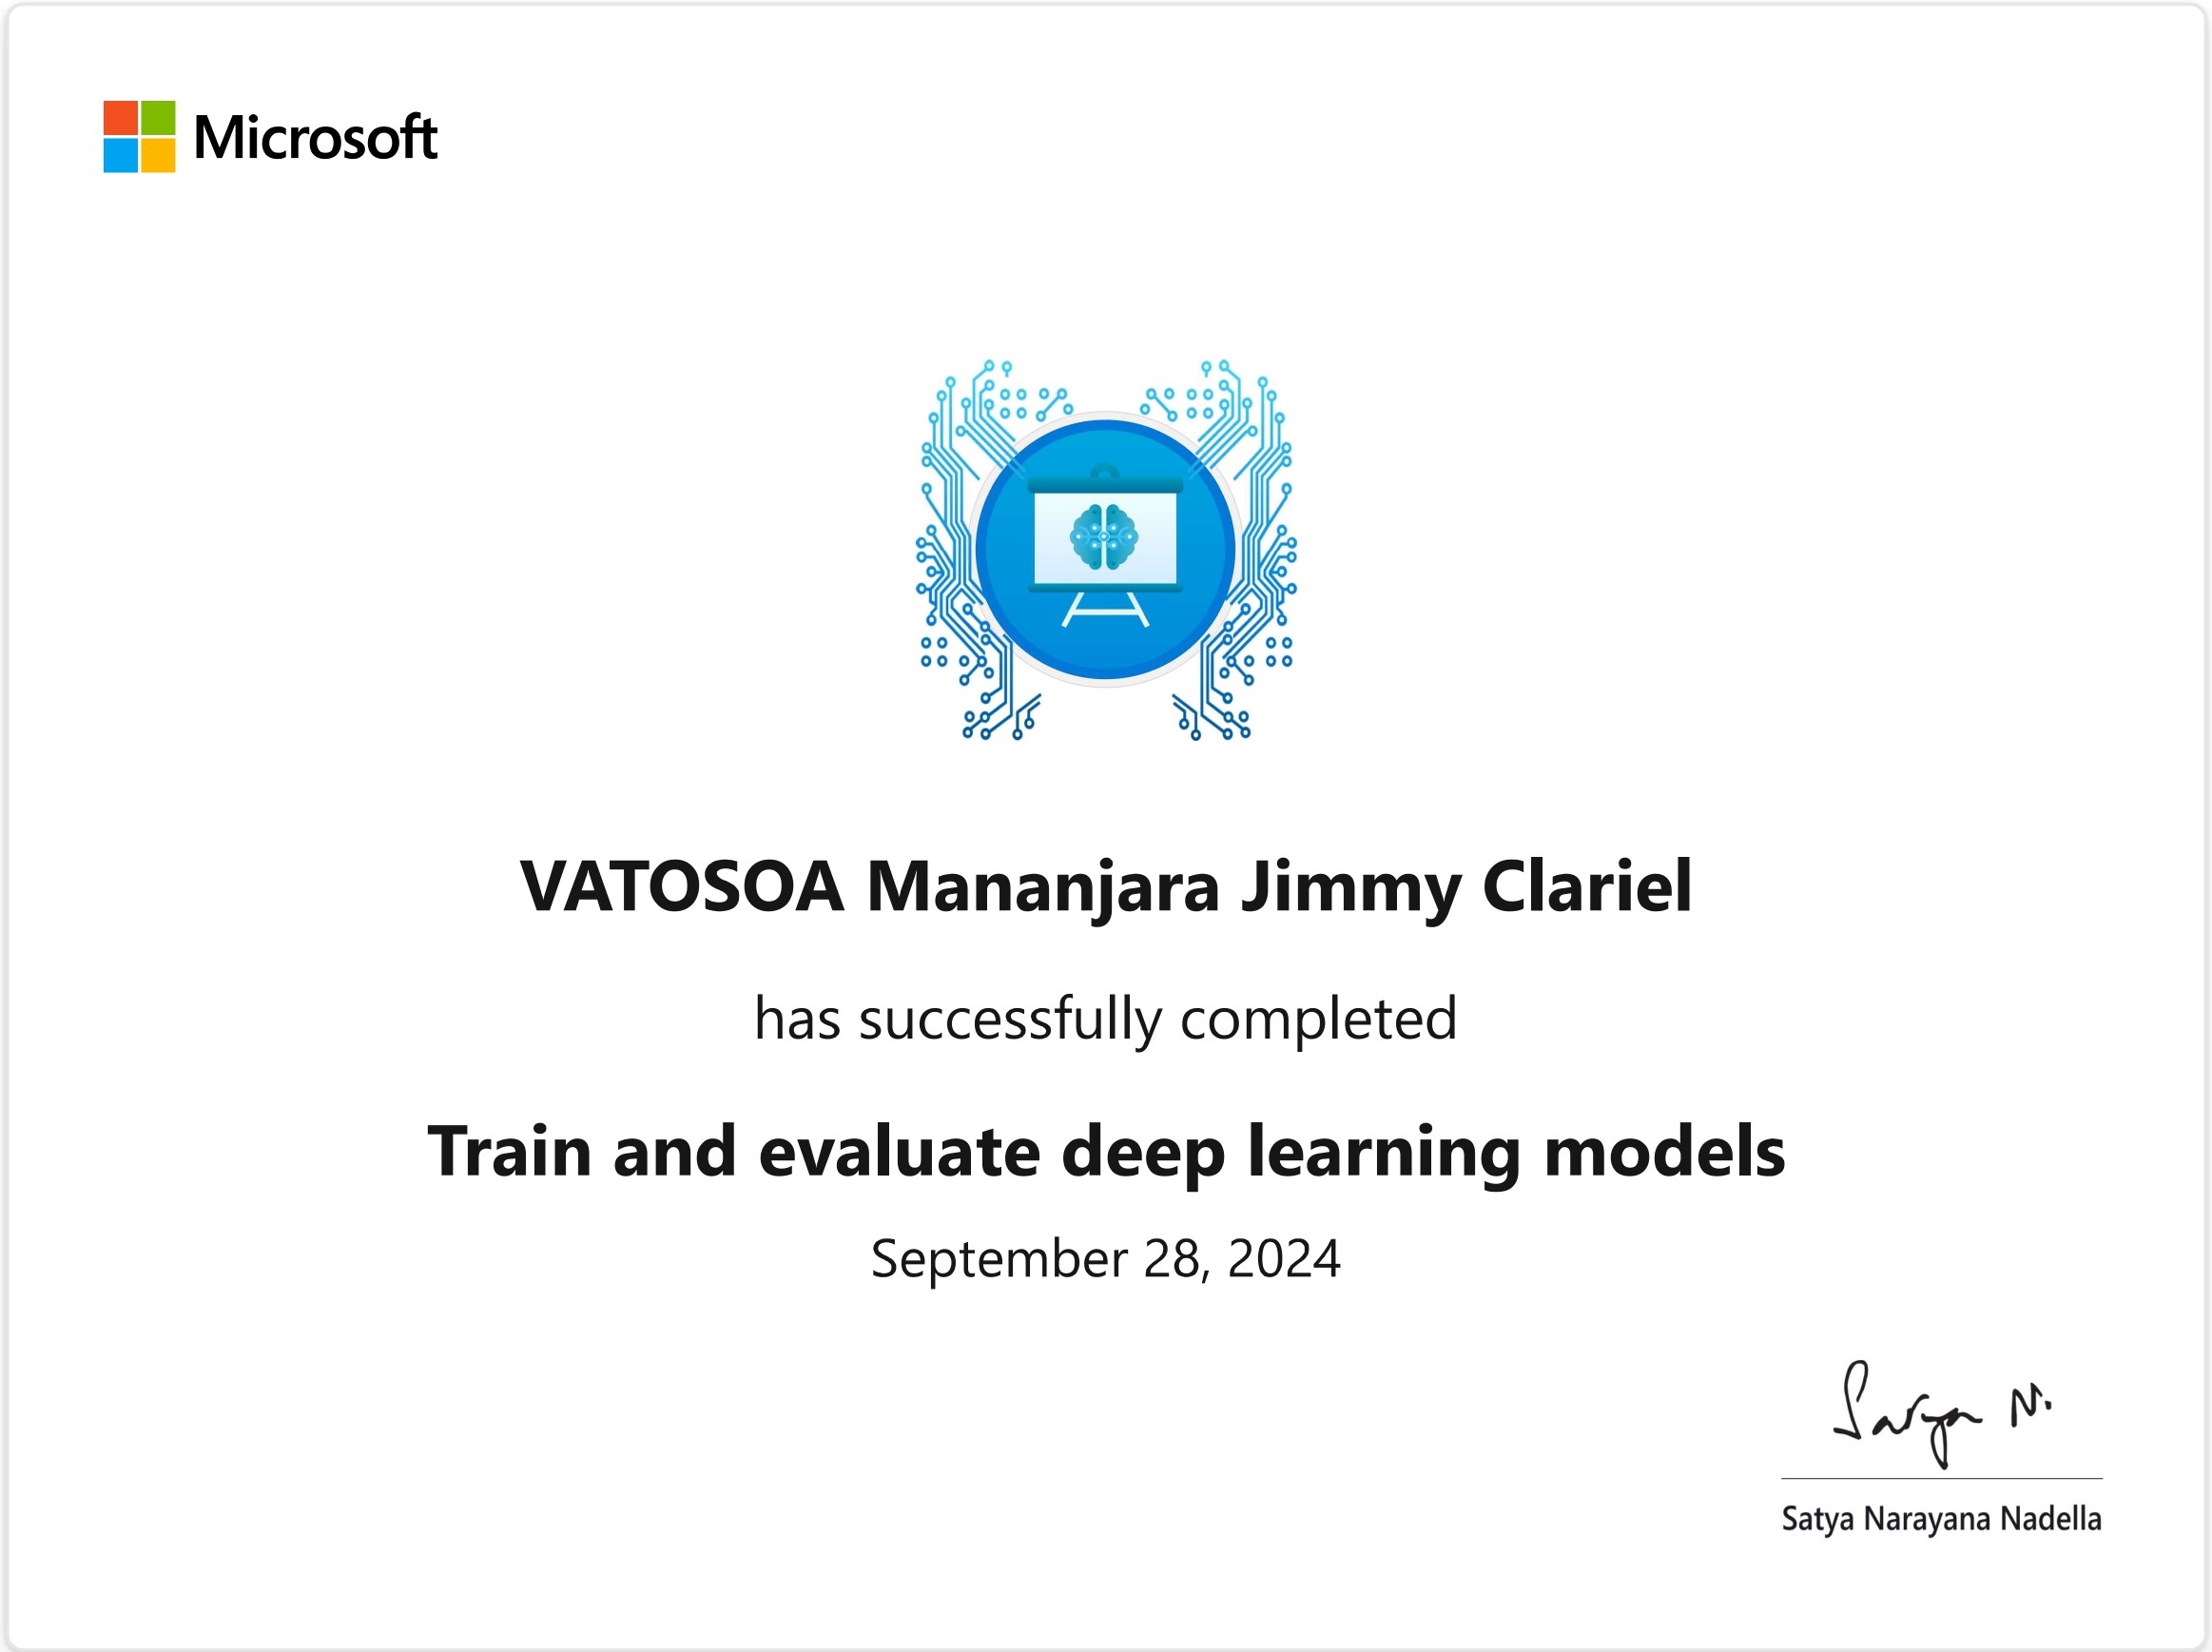 Microsoft
VATOSOA Mananjara Jimmy Clariel
has successfully completed
Train and evaluate deep learning models
September 28, 2024
Satya N.
Satya Narayana Nadella